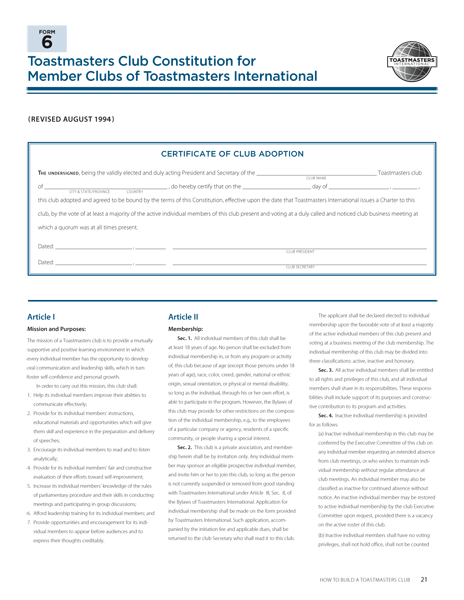 FORM
6
Toastmasters Club Constitution for
Member Clubs of Toastmasters International
TOASTMASTERS
INTERNATIONAL
(REVISED AUGUST 1994)
CERTIFICATE OF CLUB ADOPTION
THE UNDERSIGNED, being the validly elected and duly acting President and Secretary of the Toastmasters club
CLUB NAME
of , do hereby certify that on the day of , ,
CITY & STATE/PROVINCE COUNTRY
this club adopted and agreed to be bound by the terms of this Constitution, effective upon the date that Toastmasters International issues a Charter to this
club, by the vote of at least a majority of the active individual members of this club present and voting at a duly called and noticed club business meeting at
which a quorum was at all times present.
Dated: ,
CLUB PRESIDENT
Dated: ,
CLUB SECRETARY
Article I
Mission and Purposes:
The mission of a Toastmasters club is to provide a mutually
supportive and positive learning environment in which
every individual member has the opportunity to develop
oral communication and leadership skills, which in turn
foster self-confidence and personal growth.
In order to carry out this mission, this club shall:
1. Help its individual members improve their abilities to
communicate effectively;
2. Provide for its individual members' instructions,
educational materials and opportunities which will give
them skill and experience in the preparation and delivery
of speeches;
3. Encourage its individual members to read and to listen
analytically;
4. Provide for its individual members' fair and constructive
evaluation of their efforts toward self-improvement;
5. Increase its individual members' knowledge of the rules
of parliamentary procedure and their skills in conducting
meetings and participating in group discussions;
6. Afford leadership training for its individual members; and
7. Provide opportunities and encouragement for its indi-
vidual members to appear before audiences and to
express their thoughts creditably.
Article II
Membership:
Sec. 1. All individual members of this club shall be
at least 18 years of age. No person shall be excluded from
individual membership in, or from any program or activity
of, this club because of age (except those persons under 18
years of age), race, color, creed, gender, national or ethnic
origin, sexual orientation, or physical or mental disability,
so long as the individual, through his or her own effort, is
able to participate in the program. However, the Bylaws of
this club may provide for other restrictions on the composi-
tion of the individual membership, e.g., to the employees
of a particular company or agency, residents of a specific
community, or people sharing a special interest.
Sec. 2. This club is a private association, and member-
ship herein shall be by invitation only. Any individual mem-
ber may sponsor an eligible prospective individual member,
and invite him or her to join this club, so long as the person
is not currently suspended or removed from good standing
with Toastmasters International under Article III, Sec. 8, of
the Bylaws of Toastmasters International. Application for
individual membership shall be made on the form provided
by Toastmasters International. Such application, accom-
panied by the initiation fee and applicable dues, shall be
returned to the club Secretary who shall read it to this club.
The applicant shall be declared elected to individual
membership upon the favorable vote of at least a majority
of the active individual members of this club present and
voting at a business meeting of the club membership. The
individual membership of this club may be divided into
three classifications: active, inactive and honorary.
Sec. 3. All active individual members shall be entitled
to all rights and privileges of this club, and all individual
members shall share in its responsibilities. These responsi-
bilities shall include support of its purposes and construc-
tive contribution to its program and activities.
Sec. 4. Inactive individual membership is provided
for as follows:
(a) Inactive individual membership in this club may be
conferred by the Executive Committee of this club on
any individual member requesting an extended absence
from club meetings, or who wishes to maintain indi-
vidual membership without regular attendance at
club meetings. An individual member may also be
classified as inactive for continued absence without
notice. An inactive individual member may be restored
to active individual membership by the club Executive
Committee upon request, provided there is a vacancy
on the active roster of this club.
(b) Inactive individual members shall have no voting
privileges, shall not hold office, shall not be counted
HOW TO BUILD A TOASTMASTERS CLUB 21